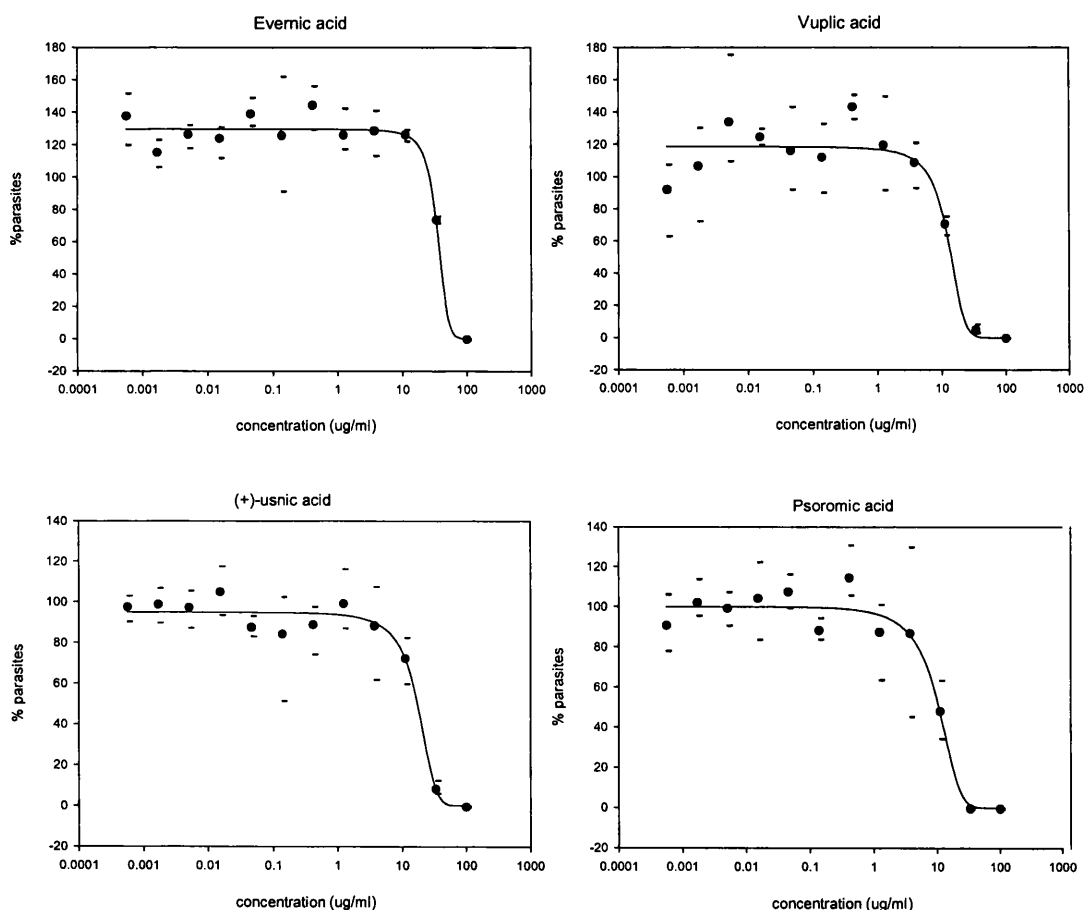 Evernic acid
180
160
140
120
100
80
60
40
20
0
-20
%parasites
0.0001 0.001 0.01 0.1 1 10 100 1000
concentration (ug/ml)
Vuplic acid
180
160
140
120
100
80
60
40
20
0
-20
% parasites
0.0001 0.001 0.01 0.1 1 10 100 1000
concentration (ug/ml)
(+)-usnic acid
140
120
100
80
60
40
20
0
-20
% parasites
0.0001 0.001 0.01 0.1 1 10 100 1000
concentration (ug/ml)
Psoromic acid
140
120
100
80
60
40
20
0
-20
% parasites
0.0001 0.001 0.01 0.1 1 10 100 1000
concentration (ug/ml)